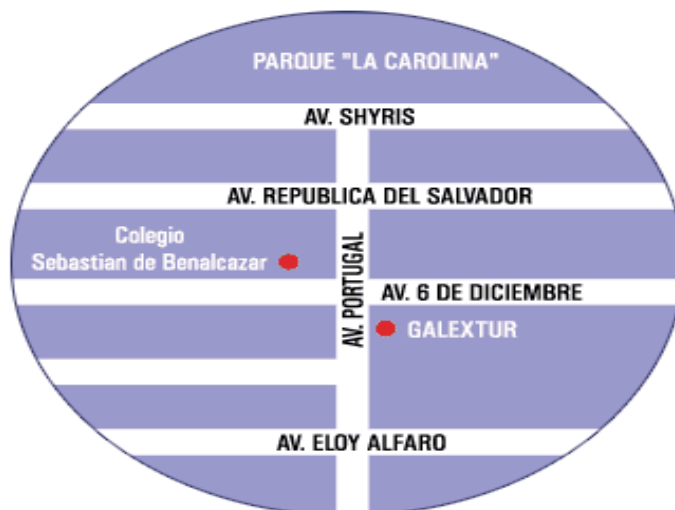 PARQUE "LA CAROLINA"
AV. SHYRIS
AV. REPUBLICA DEL SALVADOR
Colegio
Sebastian de Benalcazar
AV. PORTUGAL
AV. 6 DE DICIEMBRE
GALEXTUR
AV. ELOY ALFARO